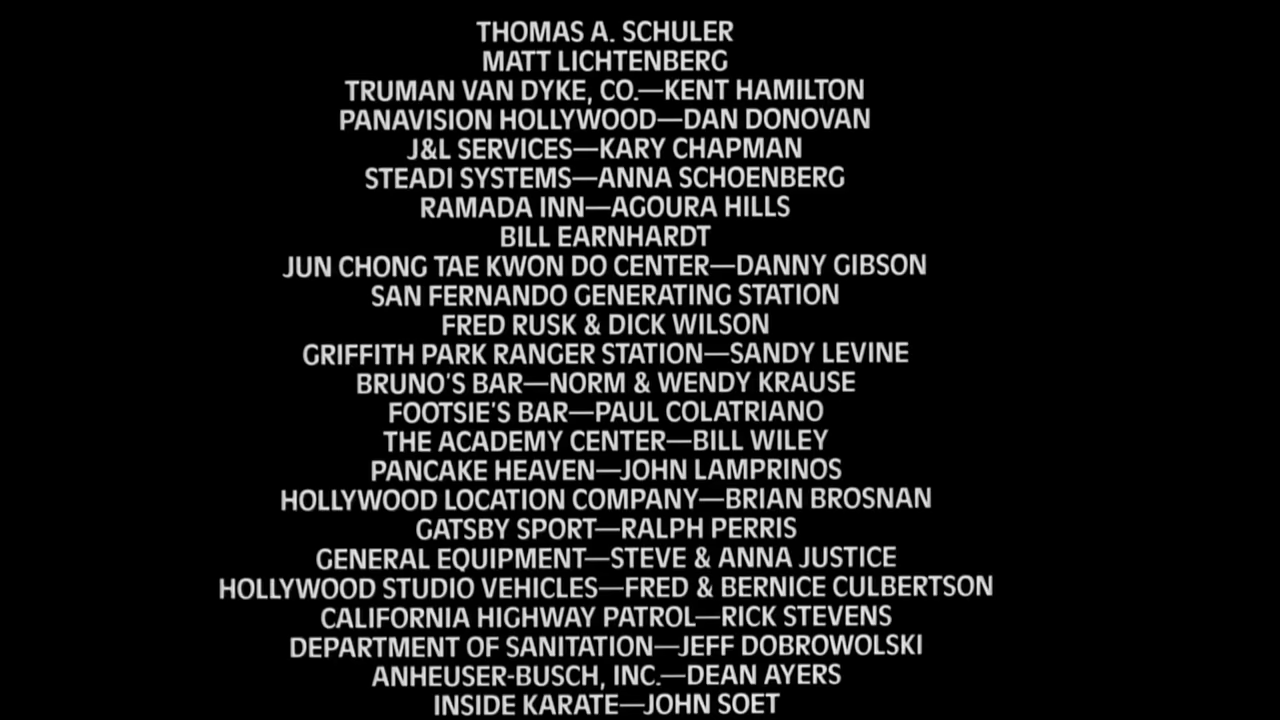 THOMAS A. SCHULER
MATT LICHTENBERG
TRUMAN VAN DYKE, CO.—KENT HAMILTON
PANAVISION HOLLYWOOD—DAN DONOVAN
J&L SERVICES—KARY CHAPMAN
STEADI SYSTEMS—ANNA SCHOENBERG
RAMADA INN—AGOURA HILLS
BILL EARNHARDT
JUN CHONG TAE KWON DO CENTER—DANNY GIBSON
SAN FERNANDO GENERATING STATION
FRED RUSK & DICK WILSON
GRIFFITH PARK RANGER STATION—SANDY LEVINE
BRUNO'S BAR—NORM & WENDY KRAUSE
FOOTSIE'S BAR—PAUL COLATRIANO
THE ACADEMY CENTER—BILL WILEY
PANCAKE HEAVEN—JOHN LAMPRINOS
HOLLYWOOD LOCATION COMPANY—BRIAN BROSNAN
GATSBY SPORT—RALPH PERRIS
GENERAL EQUIPMENT—STEVE & ANNA JUSTICE
HOLLYWOOD STUDIO VEHICLES—FRED & BERNICE CULBERTSON
CALIFORNIA HIGHWAY PATROL—RICK STEVENS
DEPARTMENT OF SANITATION—JEFF DOBROWOLSKI
ANHEUSER-BUSCH, INC.—DEAN AYERS
INSIDE KARATE—JOHN SOET